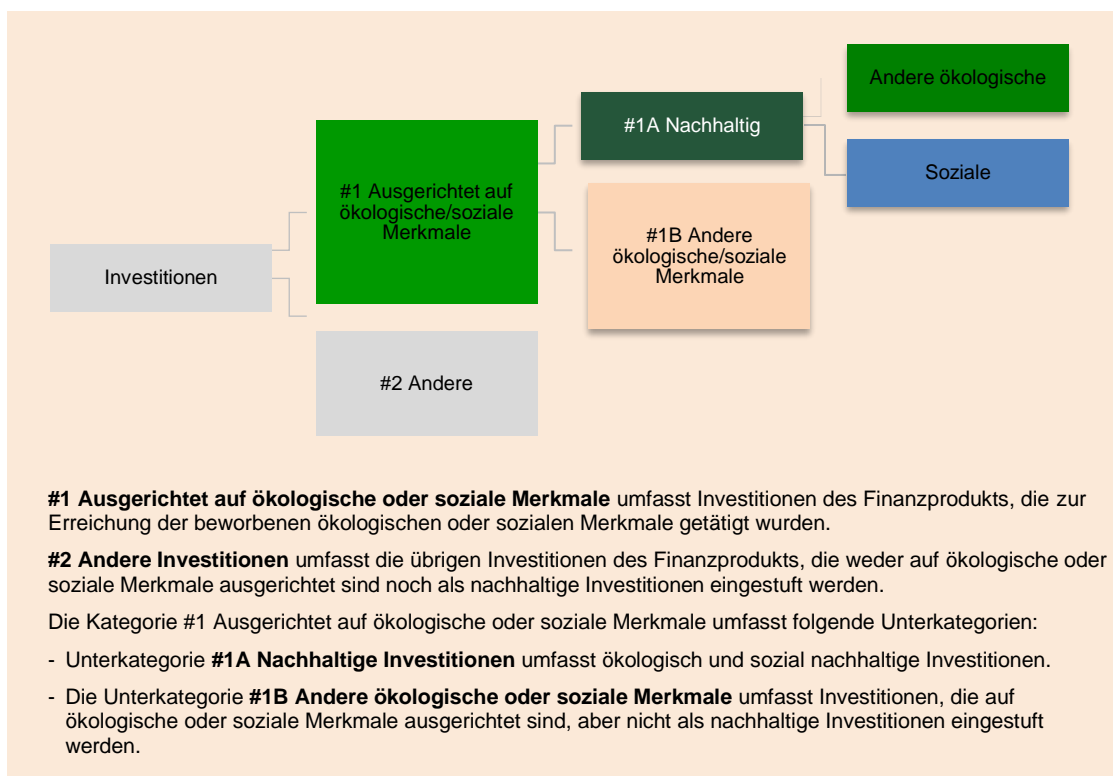 Andere ökologische
#1A Nachhaltig
Soziale
#1 Ausgerichtet auf
ökologische/soziale
Merkmale
#1B Andere
ökologische/soziale
Merkmale
Investitionen
#2 Andere
#1 Ausgerichtet auf ökologische oder soziale Merkmale umfasst Investitionen des Finanzprodukts, die zur
Erreichung der beworbenen ökologischen oder sozialen Merkmale getätigt wurden.
#2 Andere Investitionen umfasst die übrigen Investitionen des Finanzprodukts, die weder auf ökologische oder
soziale Merkmale ausgerichtet sind noch als nachhaltige Investitionen eingestuft werden.
Die Kategorie #1 Ausgerichtet auf ökologische oder soziale Merkmale umfasst folgende Unterkategorien:
- Unterkategorie #1A Nachhaltige Investitionen umfasst ökologisch und sozial nachhaltige Investitionen.
- Die Unterkategorie #1B Andere ökologische oder soziale Merkmale umfasst Investitionen, die auf
ökologische oder soziale Merkmale ausgerichtet sind, aber nicht als nachhaltige Investitionen eingestuft
werden.